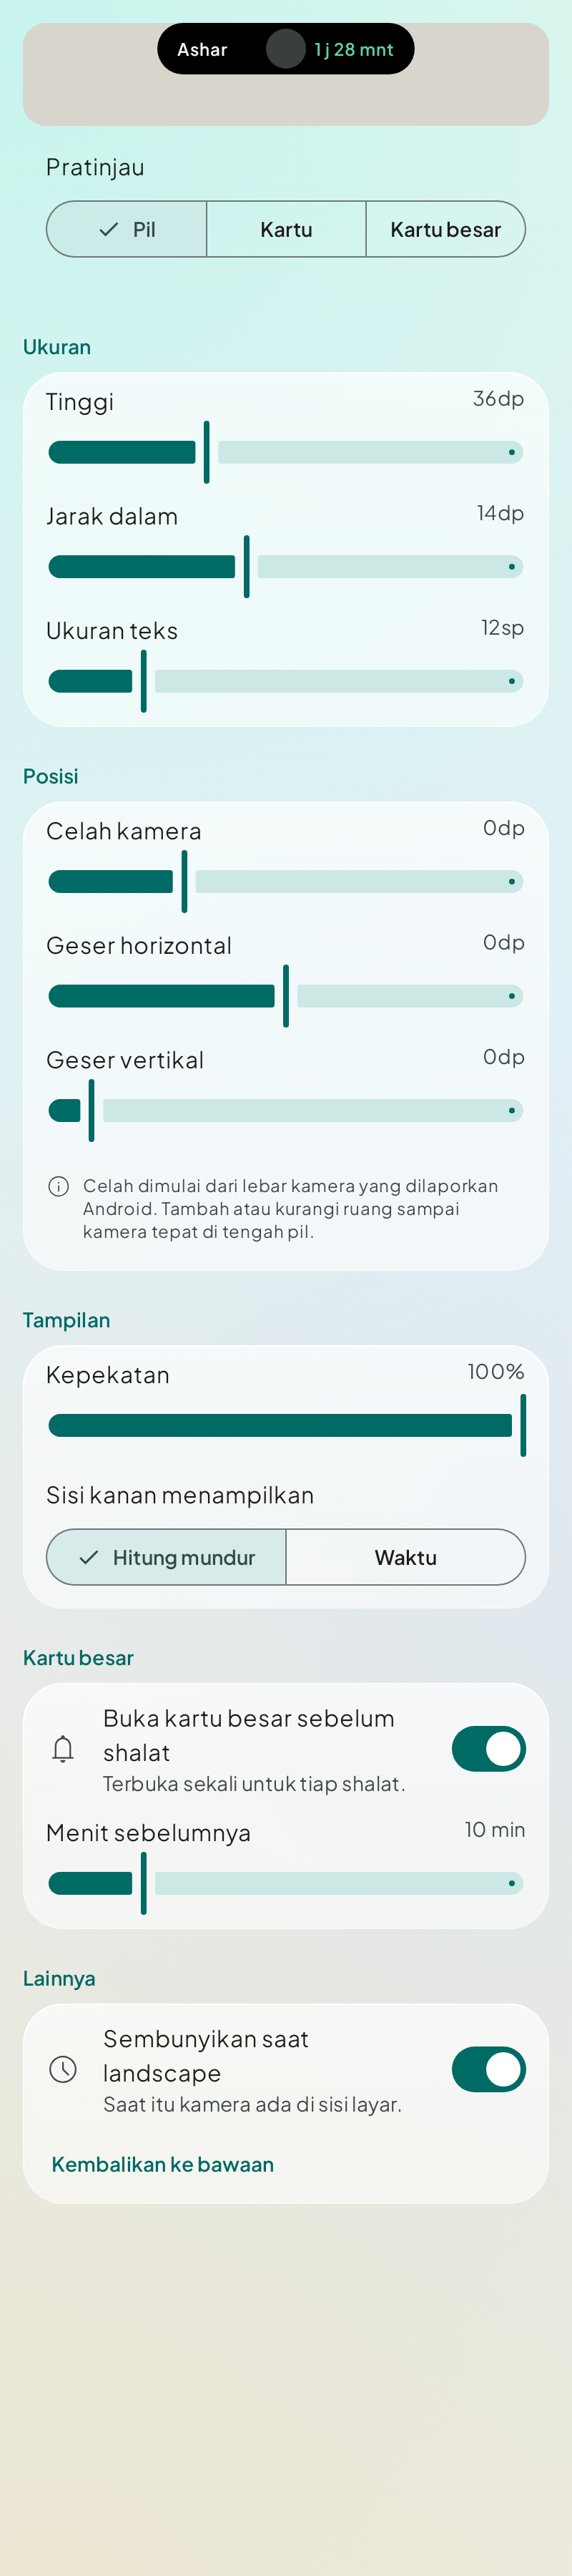 Ashar 1 j 28 mnt
Pratinjau
Pil Kartu Kartu besar
Ukuran
Tinggi 36dp
Jarak dalam 14dp
Ukuran teks 12sp
Posisi
Celah kamera 0dp
Geser horizontal 0dp
Geser vertikal 0dp
Celah dimulai dari lebar kamera yang dilaporkan
Android. Tambah atau kurangi ruang sampai
kamera tepat di tengah pil.
Tampilan
Kepekatan 100%
Sisi kanan menampilkan
Hitung mundur Waktu
Kartu besar
Buka kartu besar sebelum
shalat
Terbuka sekali untuk tiap shalat.
Menit sebelumnya 10 min
Lainnya
Sembunyikan saat
landscape
Saat itu kamera ada di sisi layar.
Kembalikan ke bawaan